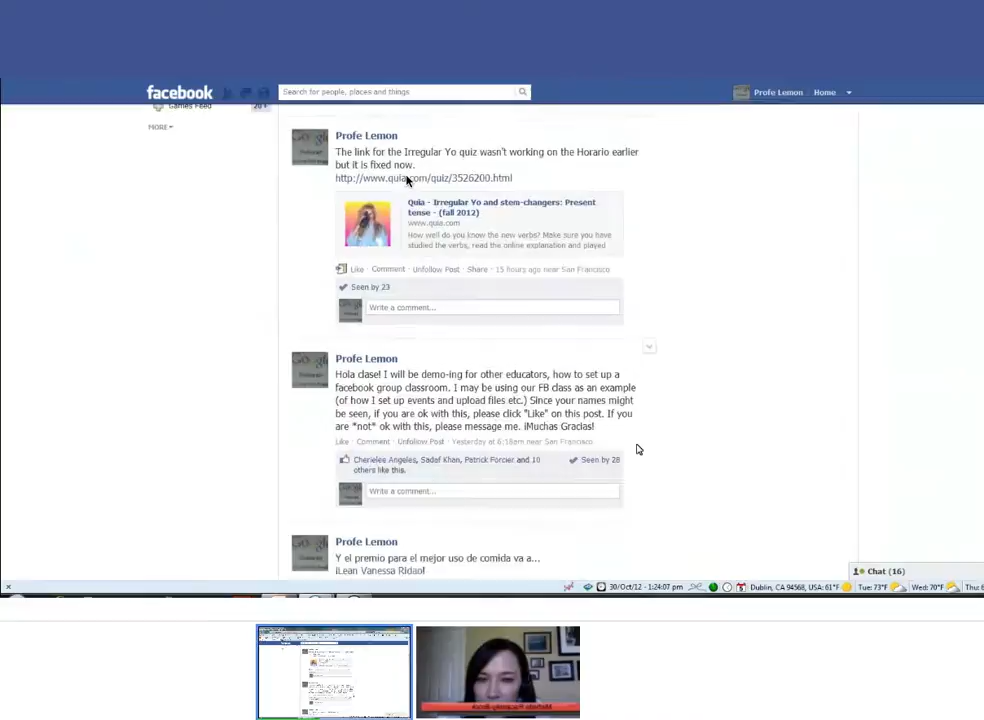 facebook
Search for people, places and things
Profe Lemon Home
Games Feed 20+
MORE
Profe Lemon
The link for the Irregular Yo quiz wasn't working on the Horario earlier
but it is fixed now.
http://www.quia.com/quiz/3526200.html
Quia - Irregular Yo and stem-changers: Present
tense - (fall 2012)
www.quia.com
How well do you know the new verbs? Make sure you have
studied the verbs, read the online explanation and played
Like · Comment · Unfollow Post · Share · 15 hours ago near San Francisco
Seen by 23
Write a comment...
Profe Lemon
Hola clase! I will be demo-ing for other educators, how to set up a
facebook group classroom. I may be using our FB class as an example
(of how I set up events and upload files etc.) Since your names might
be seen, if you are ok with this, please click "Like" on this post. If you
are *not* ok with this, please message me. ¡Muchas Gracias!
Like · Comment · Unfollow Post · Yesterday at 6:18am near San Francisco
Cherielee Angeles, Sadaf Khan, Patrick Forcier and 10
others like this.
Seen by 28
Write a comment...
Profe Lemon
Y el premio para el mejor uso de comida va a...
¡Lean Vanessa Ridao!
Chat (16)
30/Oct/12 - 1:24:07 pm Dublin, CA 94568, USA: 61°F Tue: 73°F Wed: 70°F Thu: 6